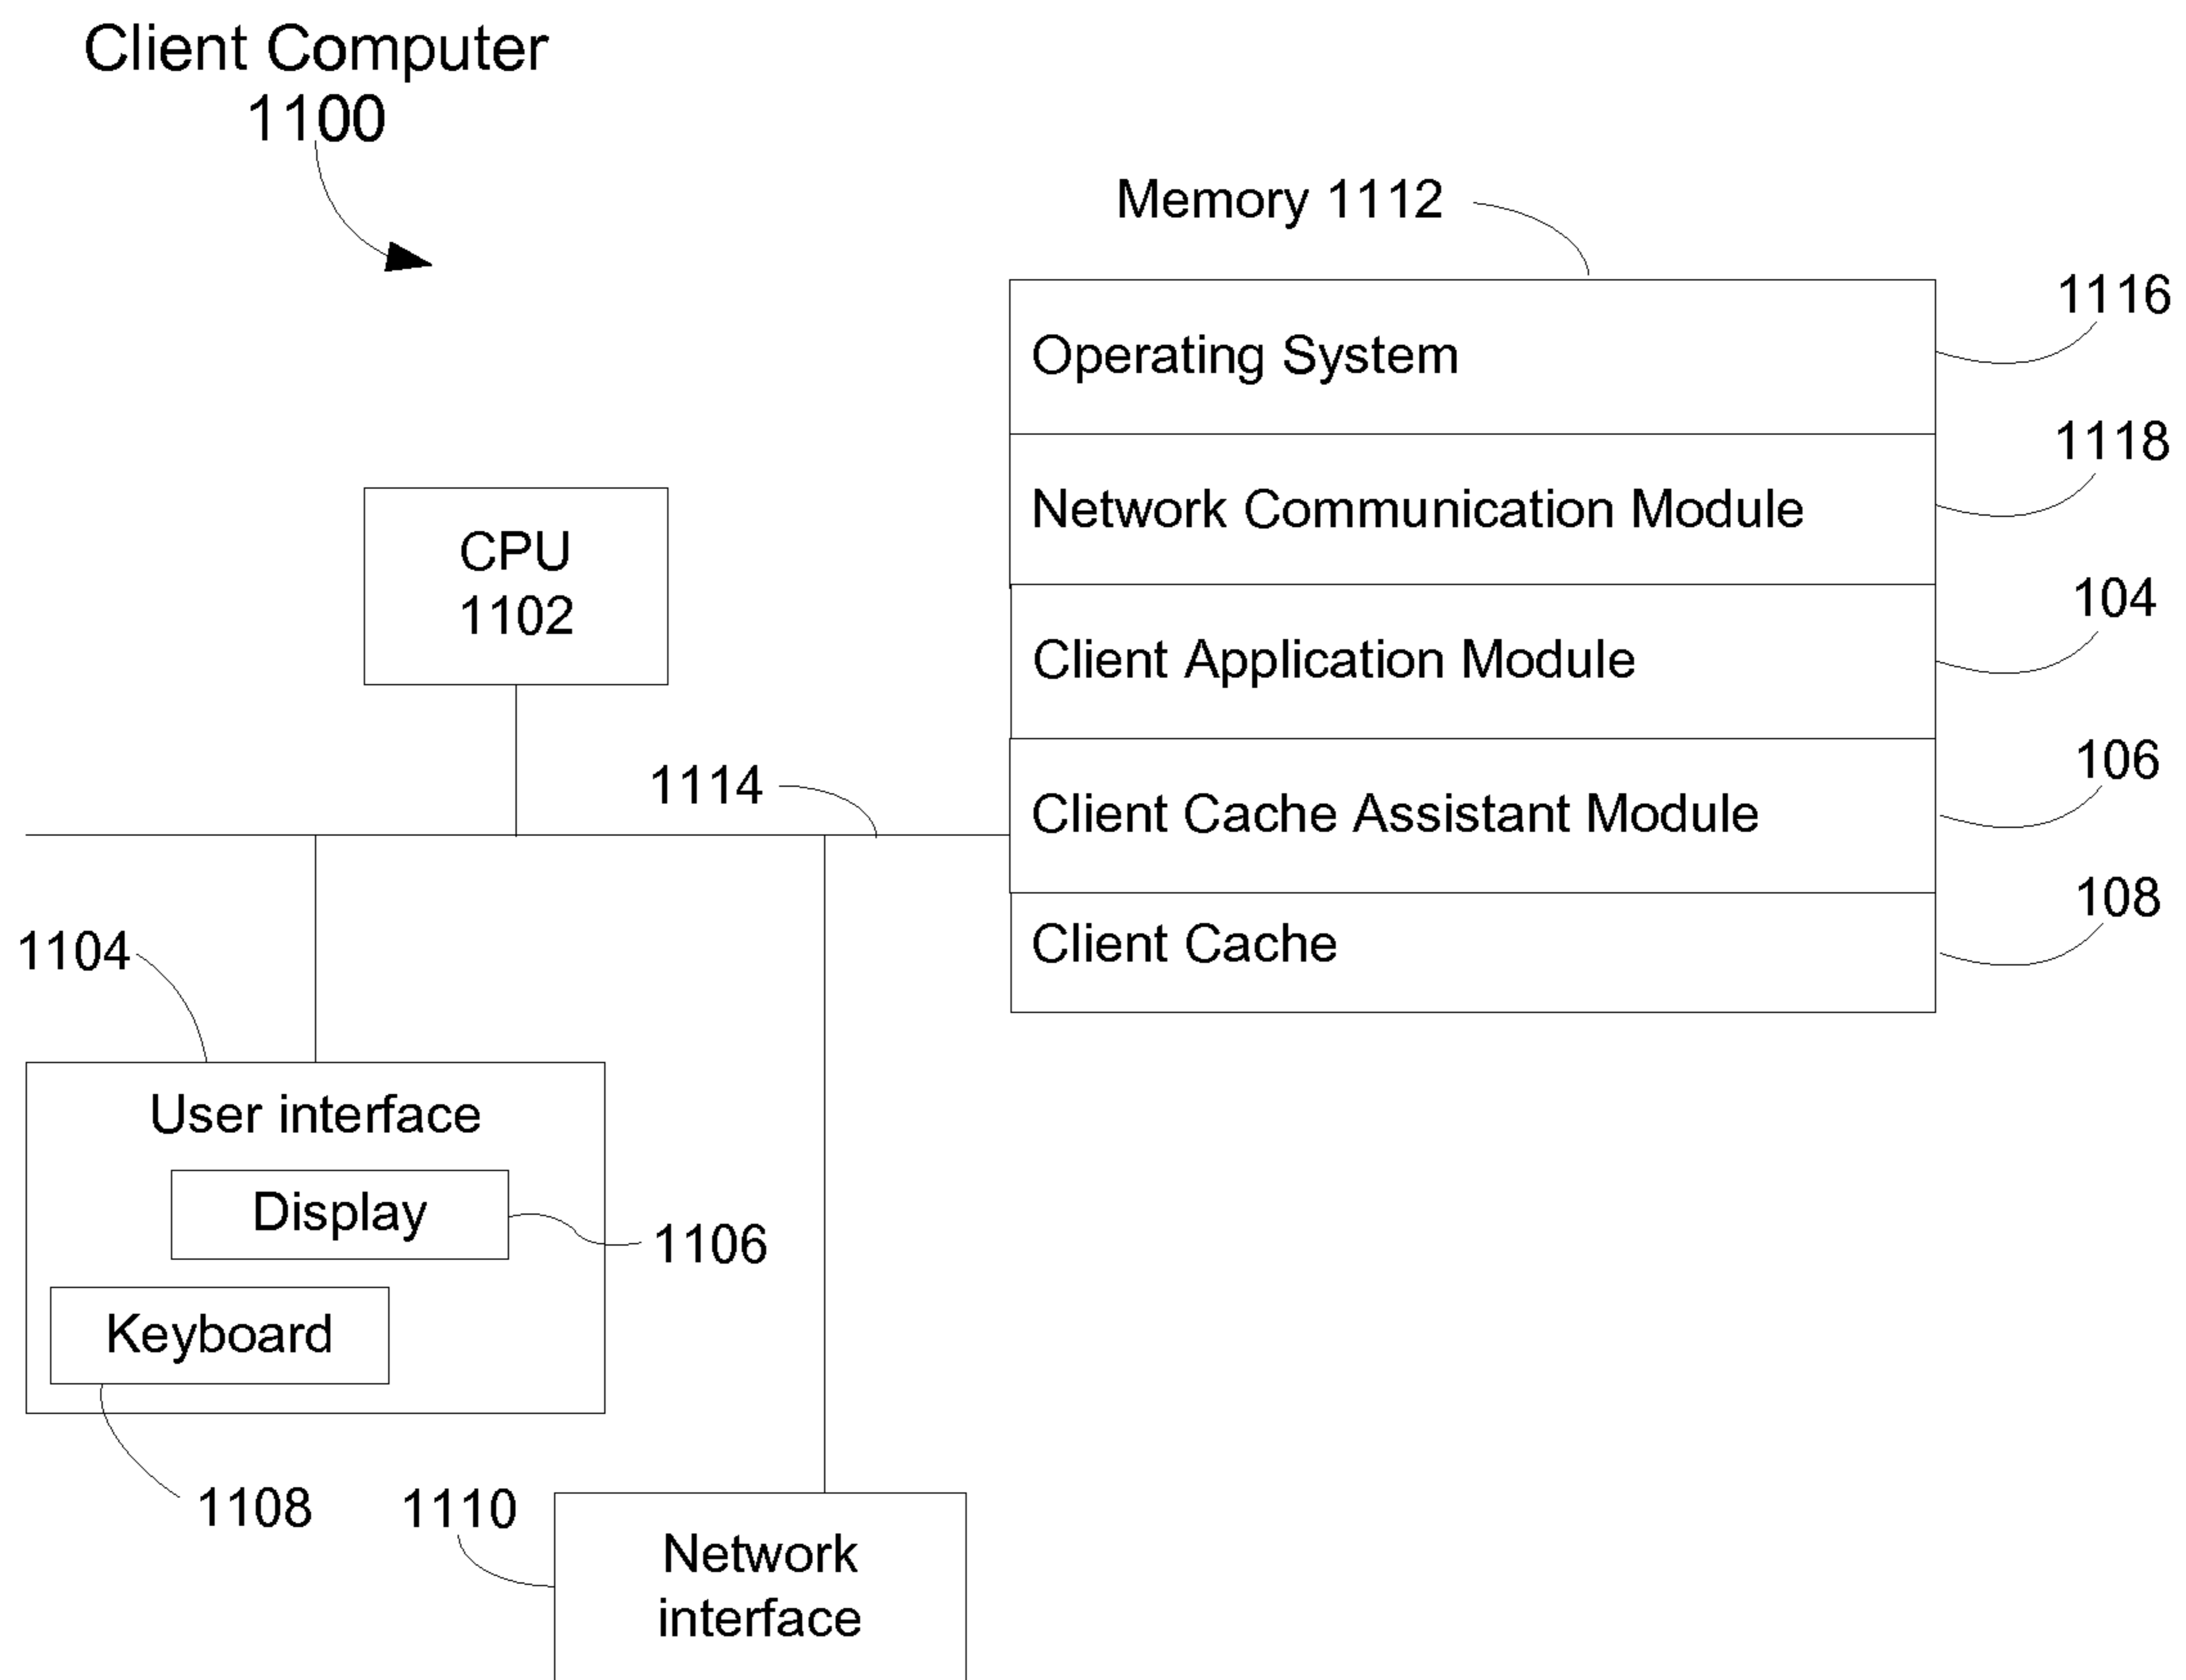 Client Computer
1100
Memory 1112
1116
Operating System
1118
Network Communication Module
CPU
1102
104
Client Application Module
106
1114
Client Cache Assistant Module
108
Client Cache
1104
User interface
Display
1106
Keyboard
1108
1110
Network
interface